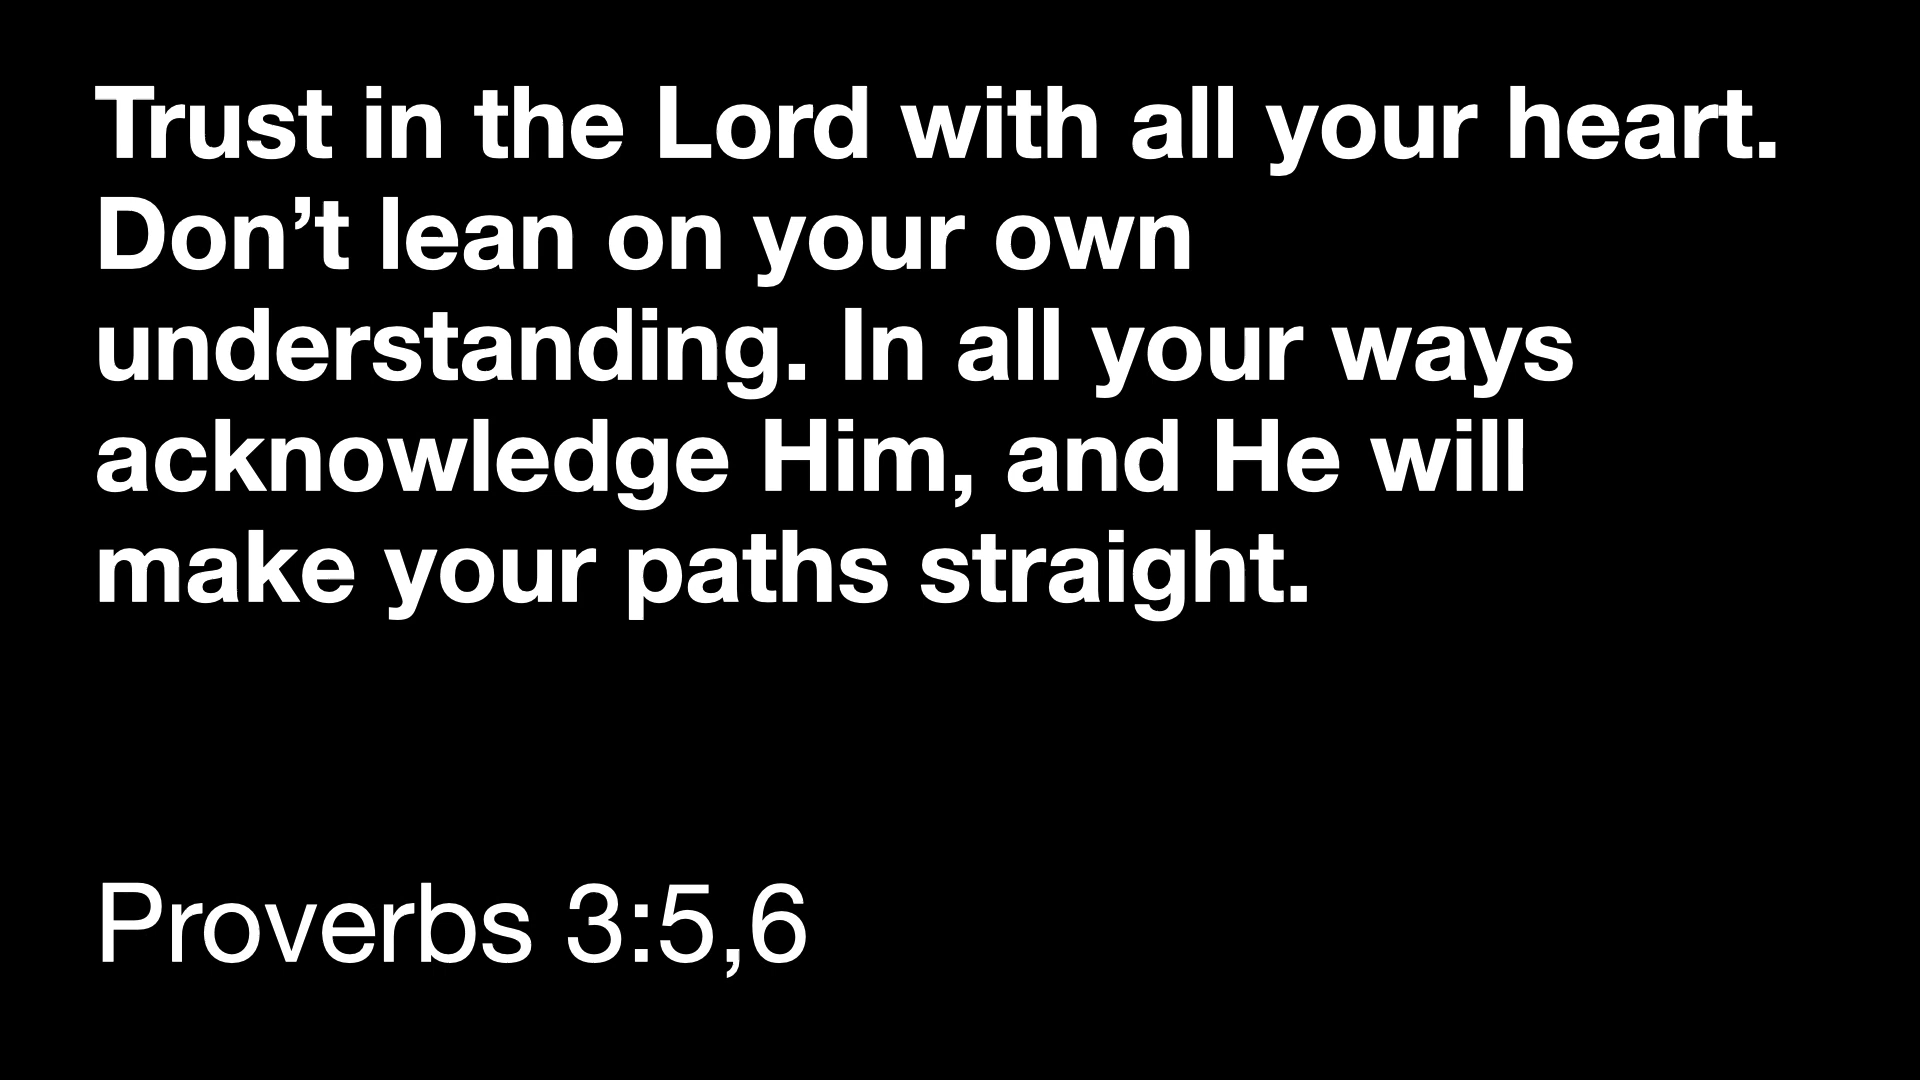 Trust in the Lord with all your heart.
Don’t lean on your own
understanding. In all your ways
acknowledge Him, and He will
make your paths straight.
Proverbs 3:5,6